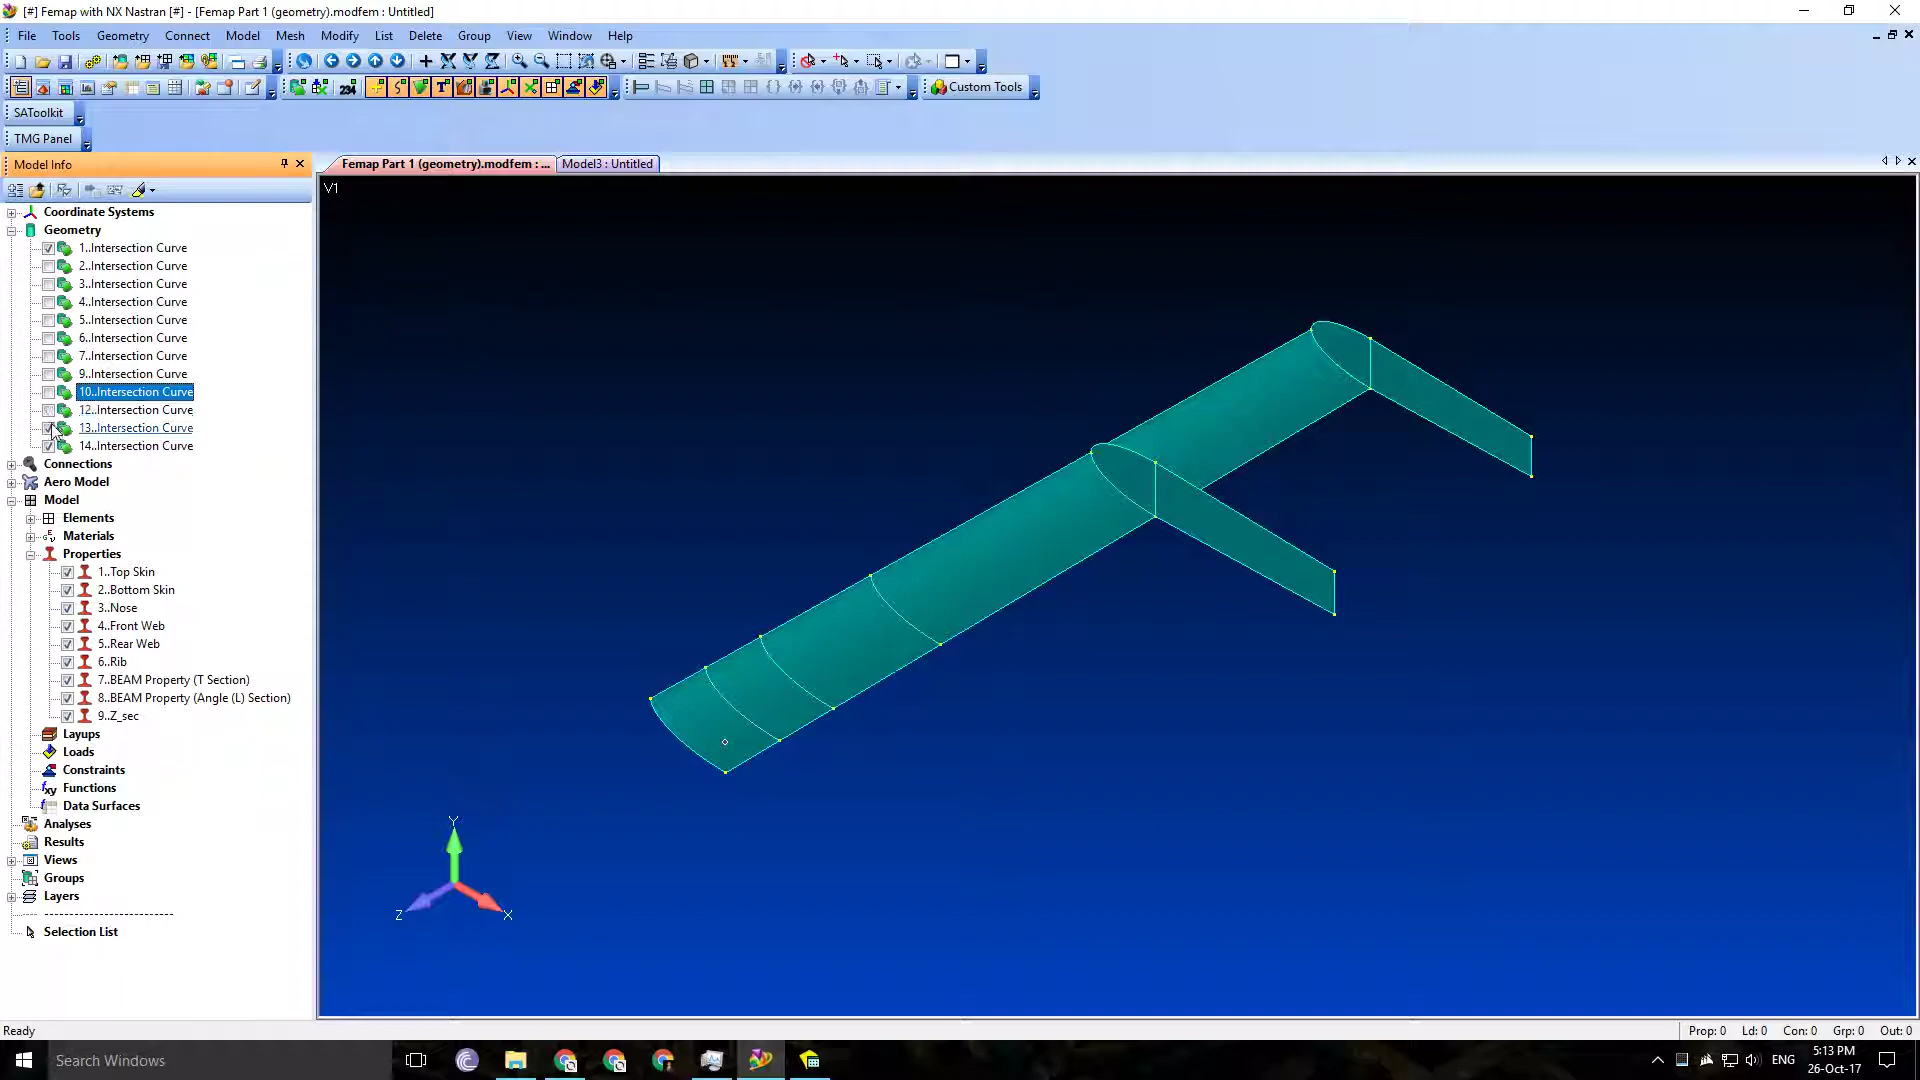 [#] Femap with NX Nastran [#] - [Femap Part 1 (geometry).modfem : Untitled]
File Tools Geometry Connect Model Mesh Modify List Delete Group View Window Help
234
T
Custom Tools
SAToolkit
TMG Panel
Model Info
Femap Part 1 (geometry).modfem : ...
Model3 : Untitled
V1
Coordinate Systems
Geometry
1..Intersection Curve
2..Intersection Curve
3..Intersection Curve
4..Intersection Curve
5..Intersection Curve
6..Intersection Curve
7..Intersection Curve
9..Intersection Curve
10..Intersection Curve
12..Intersection Curve
13..Intersection Curve
14..Intersection Curve
Connections
Aero Model
Model
Elements
Materials
Properties
1..Top Skin
2..Bottom Skin
3..Nose
4..Front Web
5..Rear Web
6..Rib
7..BEAM Property (T Section)
8..BEAM Property (Angle (L) Section)
9..Z_sec
Layups
Loads
Constraints
Functions
Data Surfaces
Analyses
Results
Views
Groups
Layers
Selection List
Y
Z
X
Ready
Prop: 0 Ld: 0 Con: 0 Grp: 0 Out: 0
Search Windows
ENG
5:13 PM
26-Oct-17